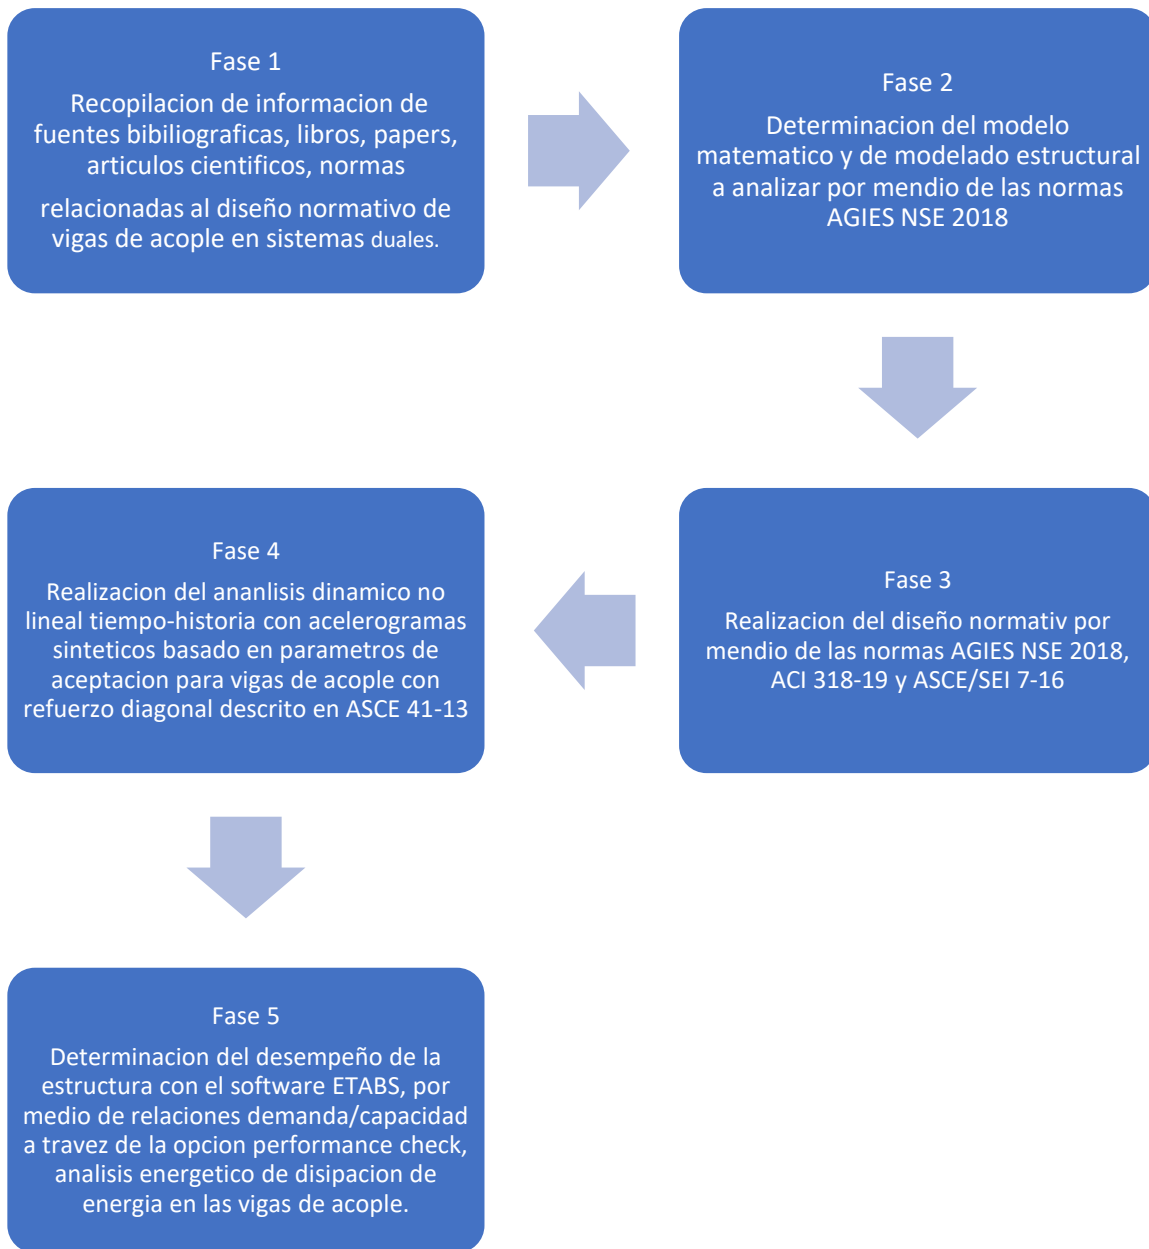 Fase 1
Recopilacion de informacion de
fuentes bibiliograficas, libros, papers,
articulos cientificos, normas
relacionadas al diseño normativo de
vigas de acople en sistemas duales.
Fase 2
Determinacion del modelo
matematico y de modelado estructural
a analizar por mendio de las normas
AGIES NSE 2018
Fase 3
Realizacion del diseño normativ por
mendio de las normas AGIES NSE 2018,
ACI 318-19 y ASCE/SEI 7-16
Fase 4
Realizacion del ananlisis dinamico no
lineal tiempo-historia con acelerogramas
sinteticos basado en parametros de
aceptacion para vigas de acople con
refuerzo diagonal descrito en ASCE 41-13
Fase 5
Determinacion del desempeño de la
estructura con el software ETABS, por
medio de relaciones demanda/capacidad
a travez de la opcion performance check,
analisis energetico de disipacion de
energia en las vigas de acople.